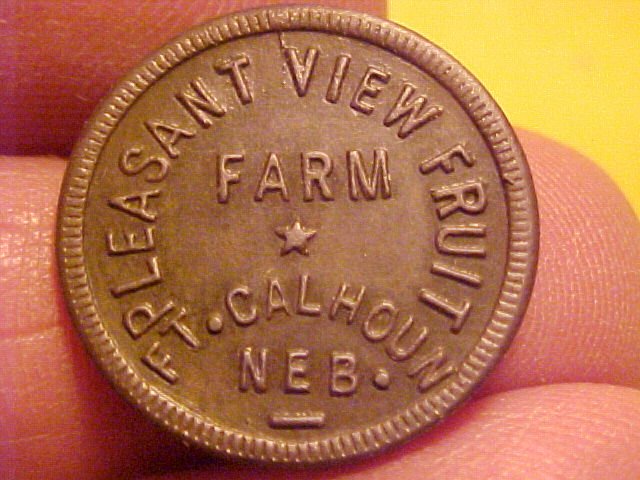 PLEASANT VIEW FRUIT
FARM
FT. CALHOUN
NEB.